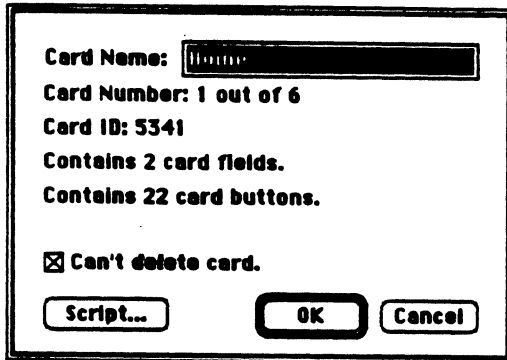 Card Name: Home
Card Number: 1 out of 6
Card ID: 5341
Contains 2 card fields.
Contains 22 card buttons.
Can't delete card.
Script... OK Cancel